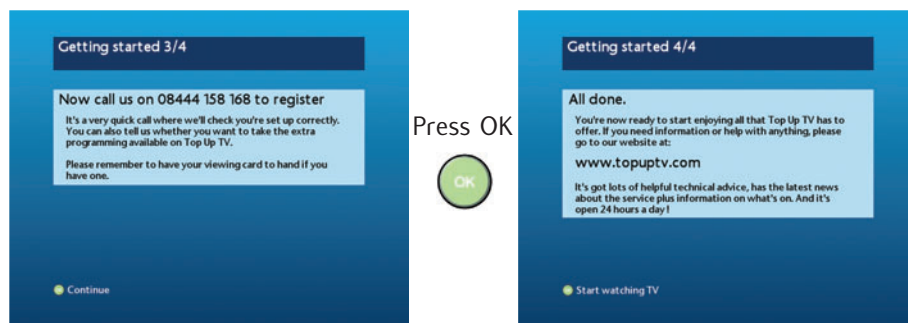 Getting started 3/4
Now call us on 08444 158 168 to register
It's a very quick call where we'll check you're set up correctly.
You can also tell us whether you want to take the extra
programming available on Top Up TV.
Please remember to have your viewing card to hand if you
have one.
Continue
Press OK
OK
Getting started 4/4
All done.
You're now ready to start enjoying all that Top Up TV has to
offer. If you need information or help with anything, please
go to our website at:
www.topuptv.com
It's got lots of helpful technical advice, has the latest news
about the service plus information on what's on. And it's
open 24 hours a day!
Start watching TV